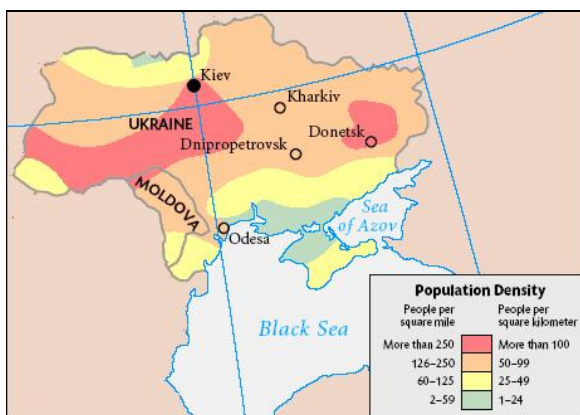 Kiev
Kharkiv
UKRAINE
Donetsk
Dnipropetrovsk
MOLDOVA
Sea
of Azov
Odesa
Black Sea
Population Density
People per
square mile
People per
square kilometer
More than 250
More than 100
126–250
50–99
60–125
25–49
2–59
1–24